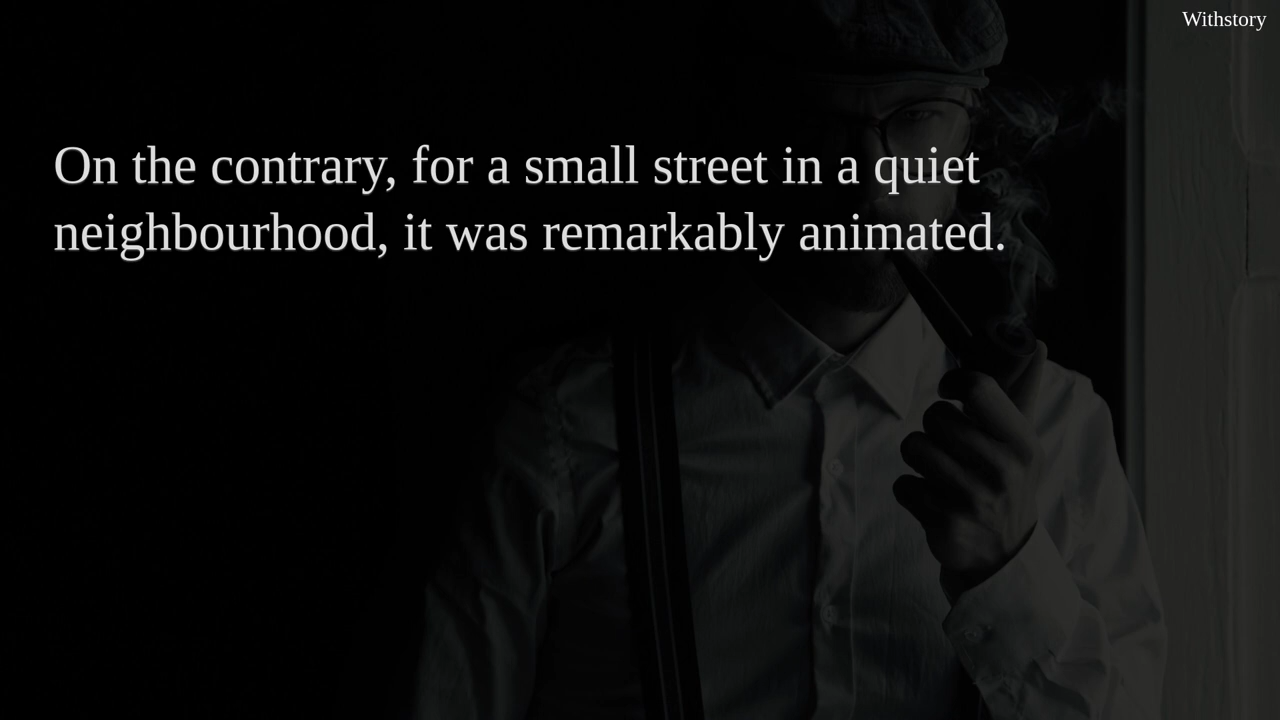 Withstory
On the contrary, for a small street in a quiet
neighbourhood, it was remarkably animated.